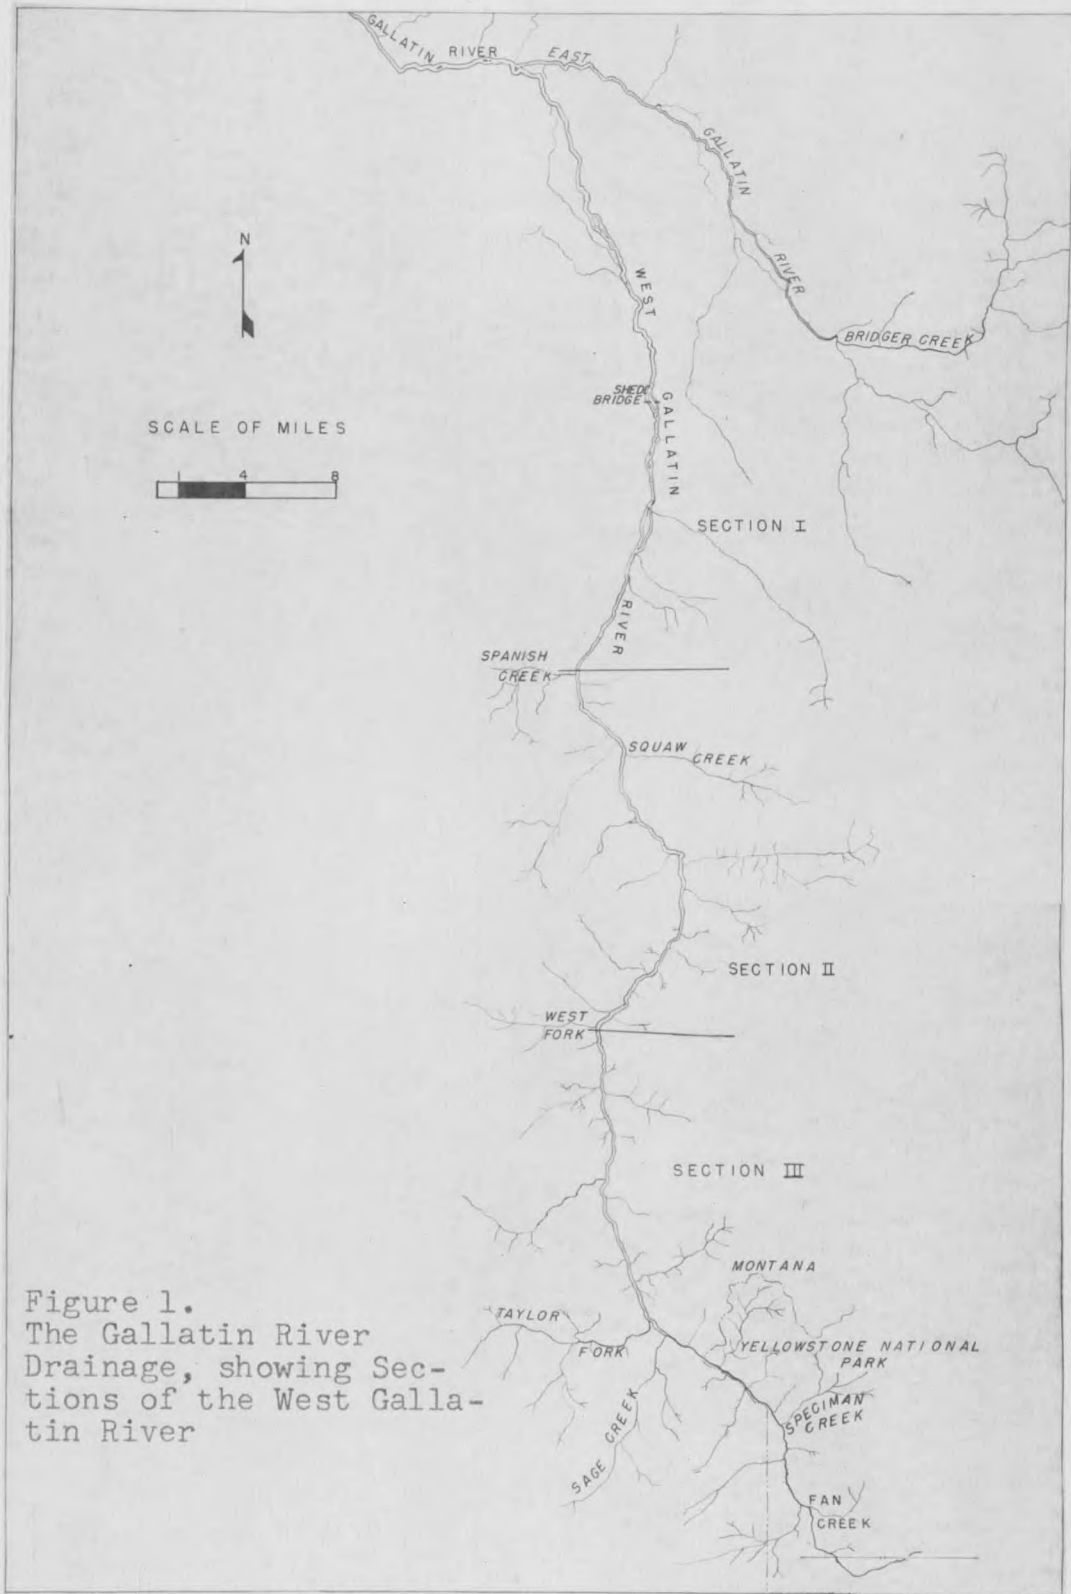 GALLATIN RIVER
EAST GALLATIN RIVER
N
WEST GALLATIN RIVER
BRIDGER CREEK
SHEDD
BRIDGE
SCALE OF MILES
1 4 8
SECTION I
SPANISH
CREEK
SQUAW CREEK
SECTION II
WEST
FORK
SECTION III
MONTANA
TAYLOR FORK
YELLOWSTONE NATIONAL
PARK
SPECIMAN
CREEK
SAGE CREEK
FAN
CREEK
Figure 1.
The Gallatin River
Drainage, showing Sec-
tions of the West Galla-
tin River